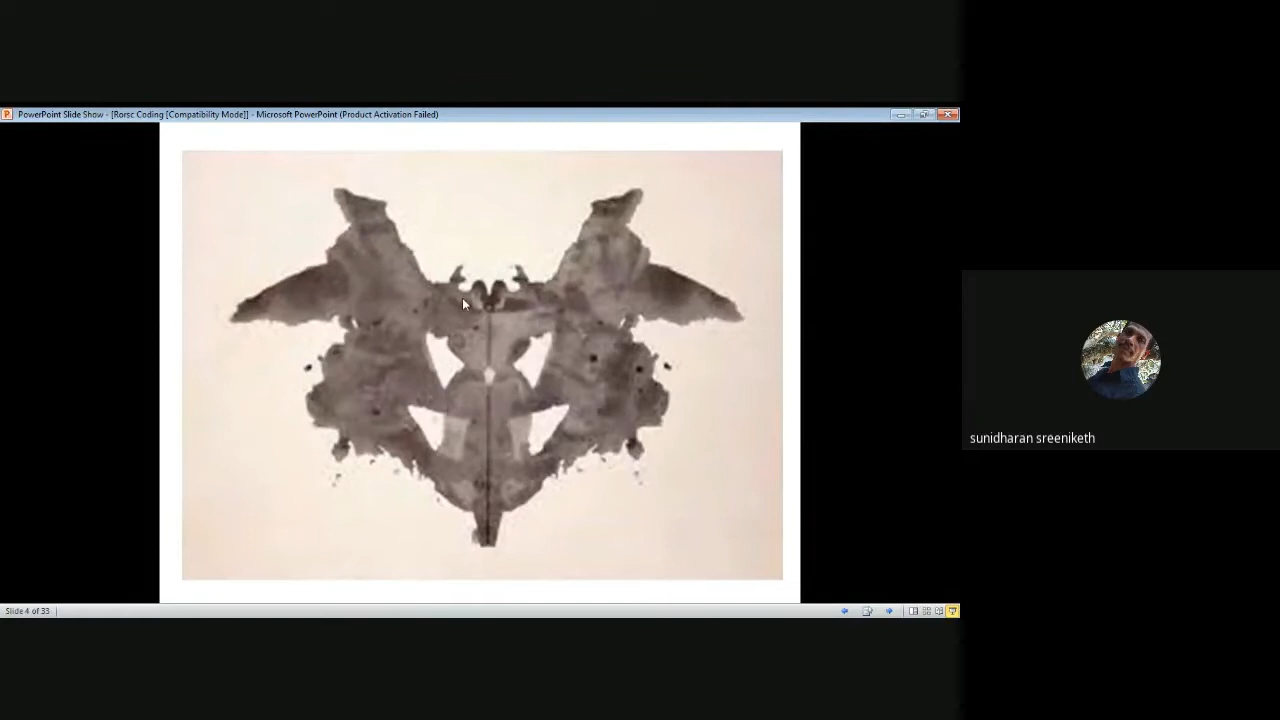 PowerPoint Slide Show - [Rorsc Coding [Compatibility Mode]] - Microsoft PowerPoint (Product Activation Failed)
sunidharan sreeniketh
Slide 4 of 33